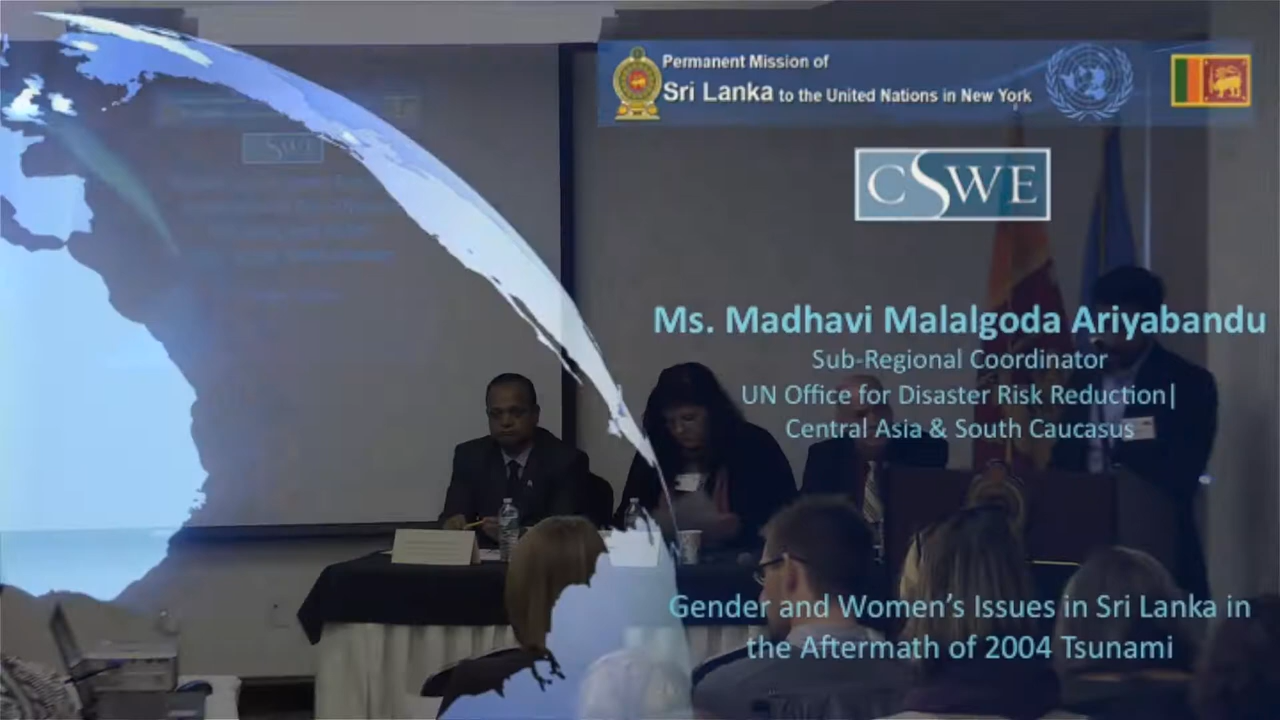 Permanent Mission of
Sri Lanka to the United Nations in New York
CSWE
Ms. Madhavi Malalgoda Ariyabandu
Sub-Regional Coordinator
UN Office for Disaster Risk Reduction|
Central Asia & South Caucasus
Gender and Women's Issues in Sri Lanka in
the Aftermath of 2004 Tsunami